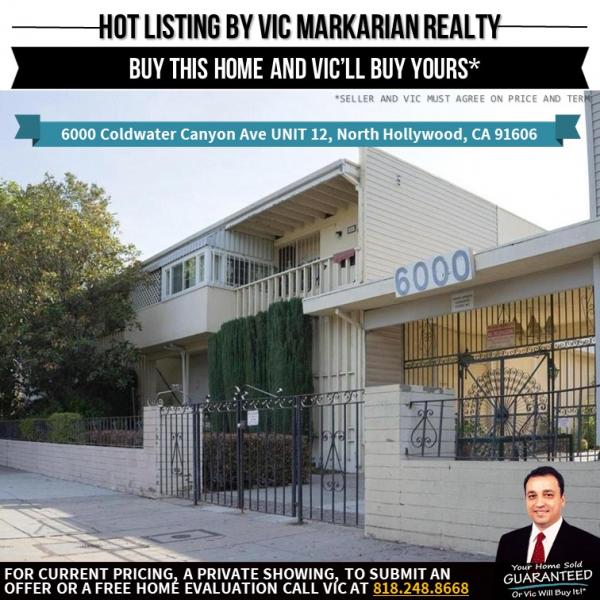 HOT LISTING BY VIC MARKARIAN REALTY
BUY THIS HOME AND VIC'LL BUY YOURS*
*SELLER AND VIC MUST AGREE ON PRICE AND TERM
6000 Coldwater Canyon Ave UNIT 12, North Hollywood, CA 91606
6000
Your Home Sold
GUARANTEED
Or Vic Will Buy It!*
FOR CURRENT PRICING, A PRIVATE SHOWING, TO SUBMIT AN
OFFER OR A FREE HOME EVALUATION CALL VIC AT 818.248.8668